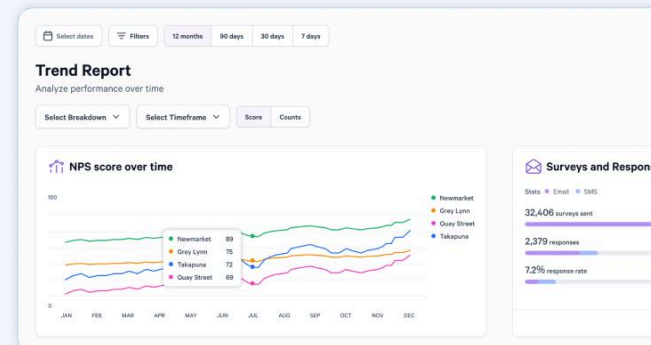 Select dates Filters 12 months 90 days 30 days 7 days
Trend Report
Analyze performance over time
Select Breakdown Select Timeframe Score Counts
NPS score over time
100
Newmarket
Grey Lynn
Quay Street
Takapuna
Newmarket 89
Grey Lynn 75
Takapuna 72
Quay Street 69
0
JAN FEB MAR APR MAY JUN JUL AUG SEP OCT NOV DEC
Surveys and Respon
Stats Email SMS
32,406 surveys sent
2,379 responses
7.2% response rate